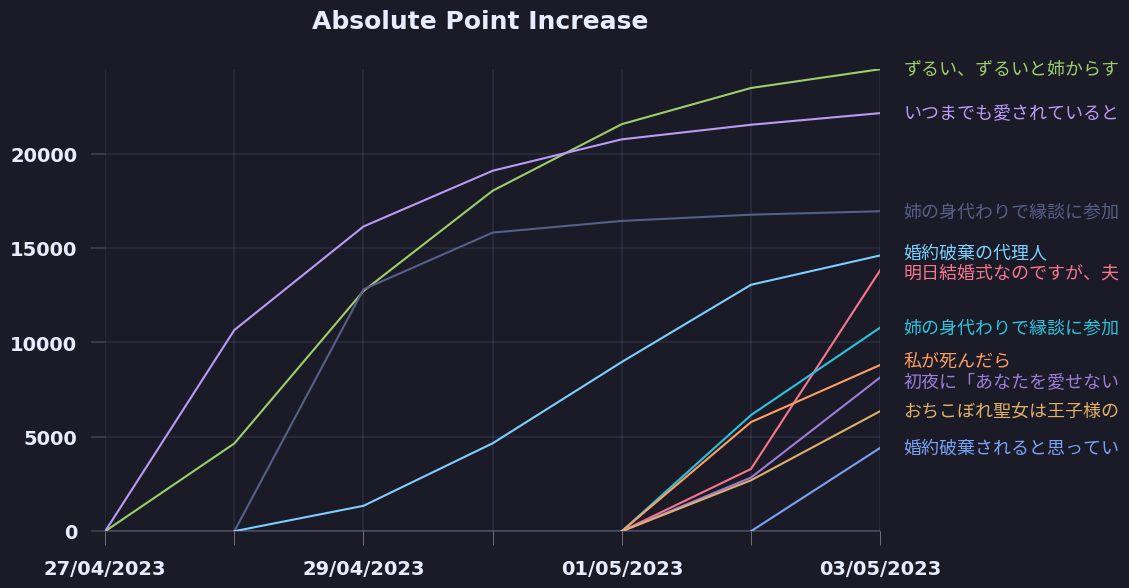 Absolute Point Increase
ずるい、ずるいと姉からす
いつまでも愛されていると
姉の身代わりで縁談に参加
婚約破棄の代理人
明日結婚式なのですが、夫
姉の身代わりで縁談に参加
私が死んだら
初夜に「あなたを愛せない
おちこぼれ聖女は王子様の
婚約破棄されると思ってい
20000
15000
10000
5000
0
27/04/2023
29/04/2023
01/05/2023
03/05/2023